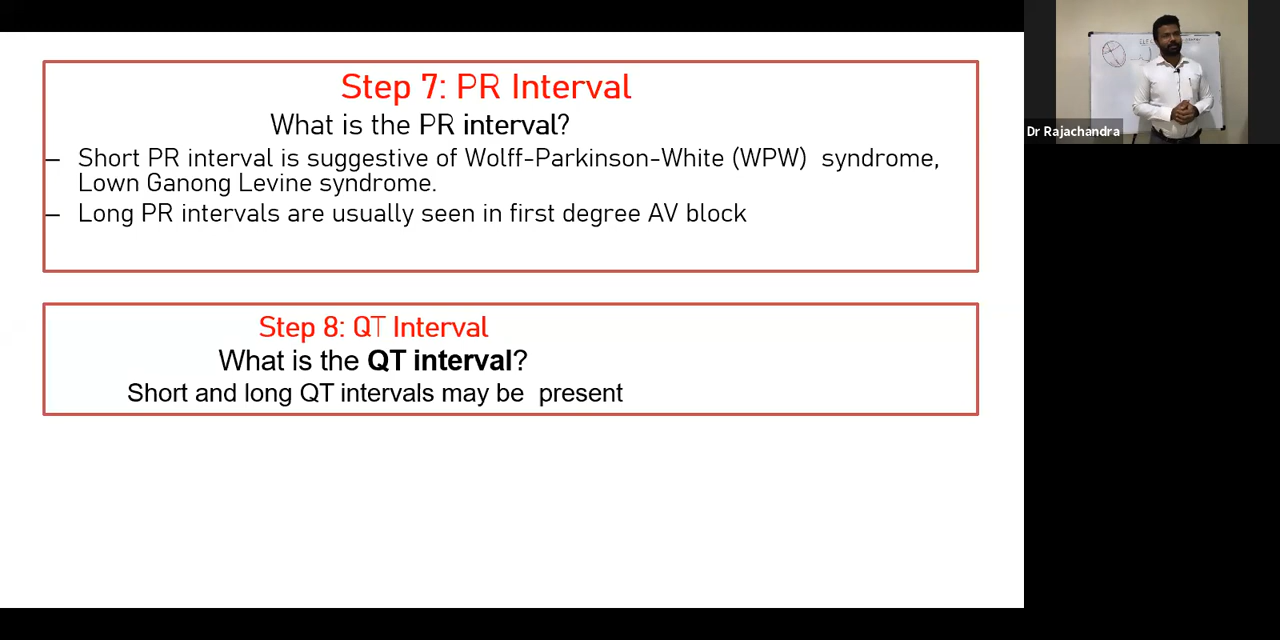 Step 7: PR Interval
What is the PR interval?
– Short PR interval is suggestive of Wolff-Parkinson-White (WPW) syndrome,
Lown Ganong Levine syndrome.
– Long PR intervals are usually seen in first degree AV block
Step 8: QT Interval
What is the QT interval?
Short and long QT intervals may be present
Dr Rajachandra